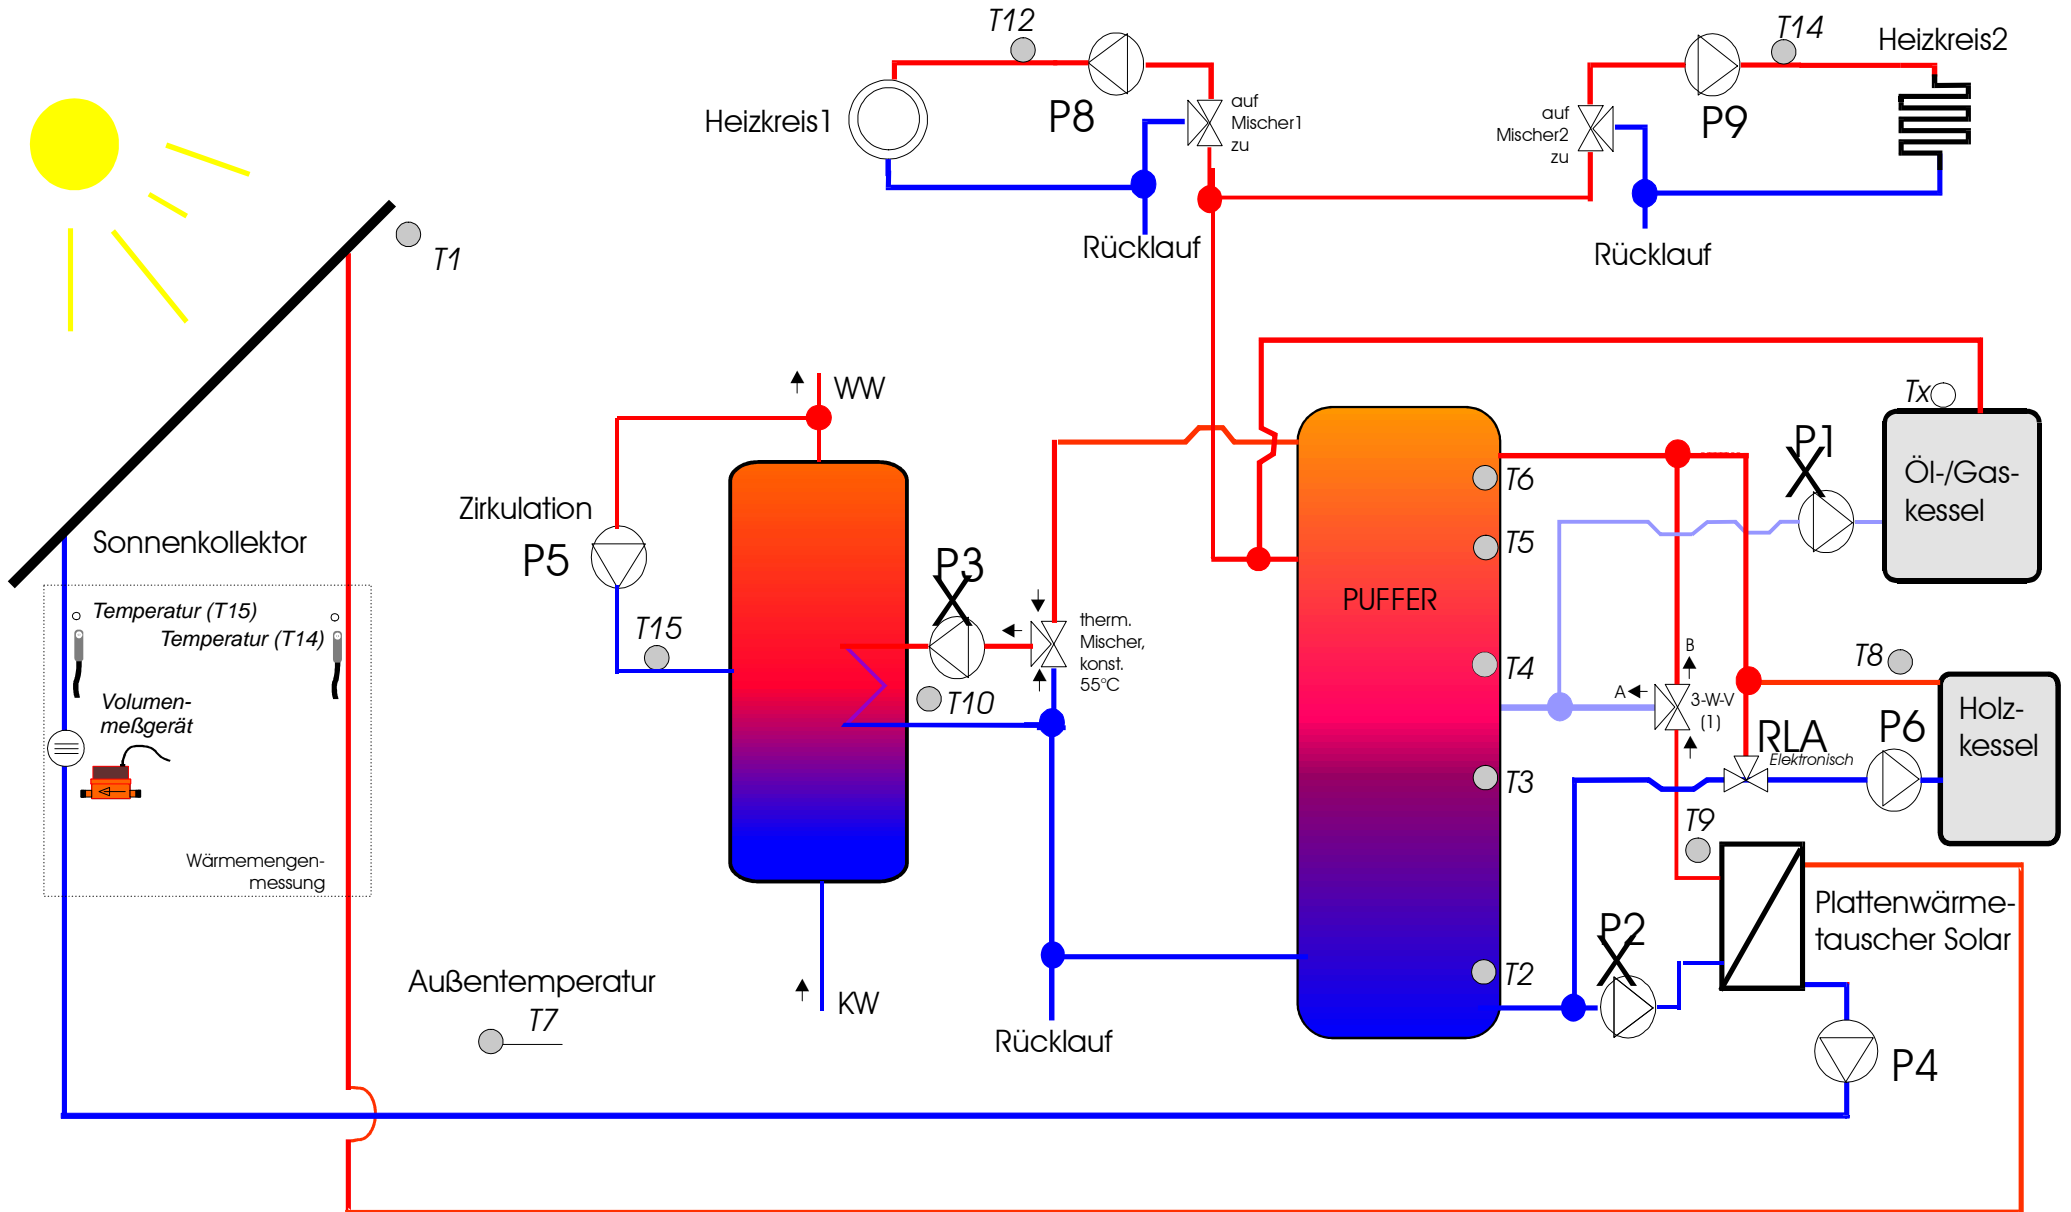 T12
T14
Heizkreis2
Heizkreis1
P8
auf
Mischer1
zu
auf
Mischer2
zu
P9
Rücklauf
Rücklauf
T1
WW
Tx
P1
Öl-/Gas-
kessel
T6
T5
Zirkulation
P5
P3
PUFFER
Sonnenkollektor
Temperatur (T15)
Temperatur (T14)
T15
therm.
Mischer,
konst.
55°C
T10
T4
B
A
3-W-V
(1)
T8
Holz-
kessel
P6
RLA
Elektronisch
Volumen-
meßgerät
T3
T9
Wärmemengen-
messung
Plattenwärme-
tauscher Solar
P2
T2
Außentemperatur
T7
KW
Rücklauf
P4